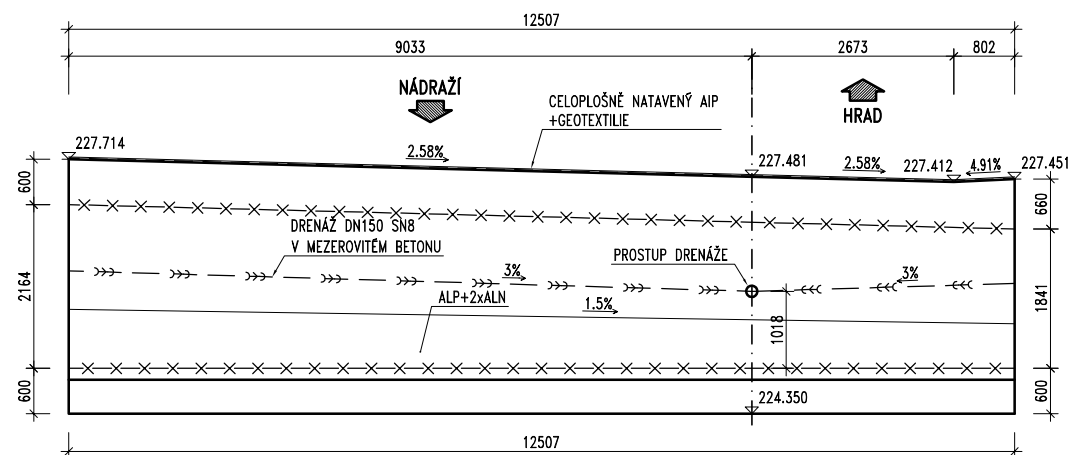 12507
9033
2673
802
NÁDRAŽÍ
CELOPLOŠNĚ NATAVENÝ AIP
+GEOTEXTILIE
HRAD
227.714
2.58%
227.481
2.58%
227.412
4.91%
227.451
600
660
DRENÁŽ DN150 SN8
V MEZEROVITÉM BETONU
PROSTUP DRENÁŽE
3%
3%
2164
ALP+2xALN
1.5%
1018
1841
600
224.350
600
12507